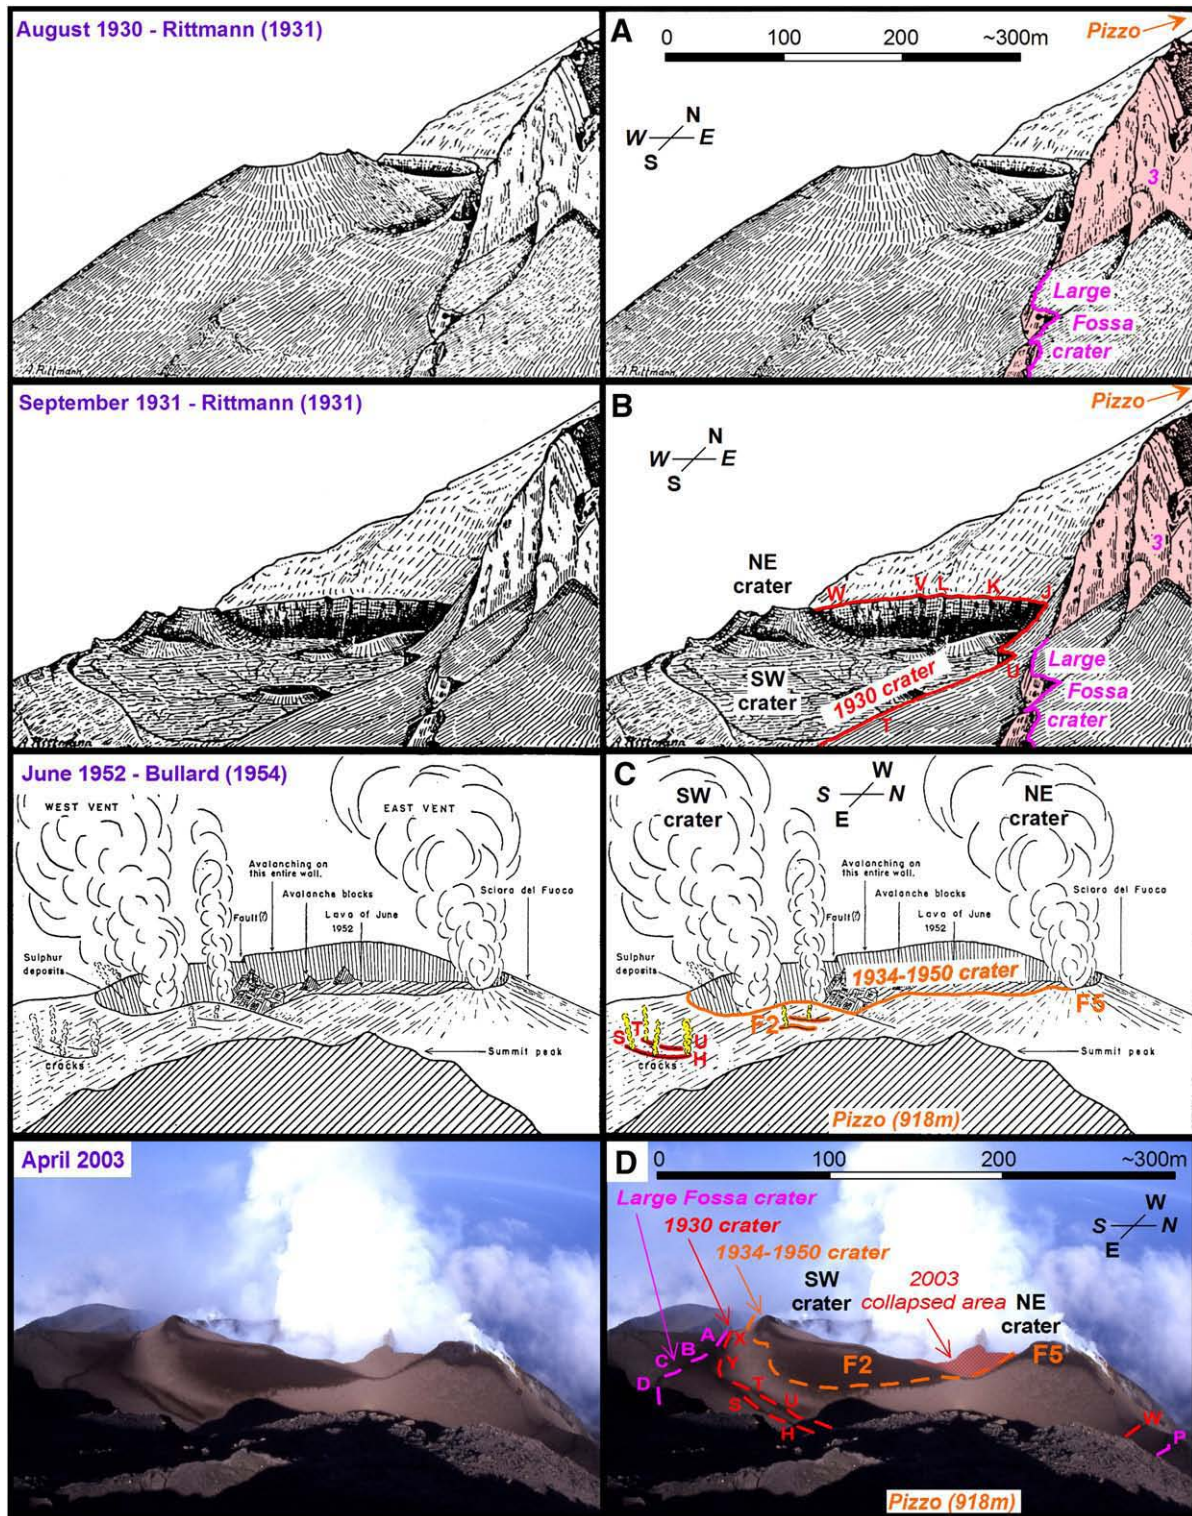 August 1930 - Rittmann (1931)
A. Rittmann
A
0 100 200 ~300m
Pizzo
N
W E
S
3
Large
Fossa
crater
A. Rittmann
September 1931 - Rittmann (1931)
A. Rittmann
B
Pizzo
N
W E
S
3
NE
crater
W V L K J
U
SW
crater
1930 crater
T
Large
Fossa
crater
A. Rittmann
June 1952 - Bullard (1954)
WEST VENT
EAST VENT
Avalanching on
this entire wall.
Avalanche blocks
Sciara del Fuoco
Fault(?)
Lava of June
1952
Sulphur
deposits
Summit peak
cracks
C
SW
crater
W
S N
E
NE
crater
Avalanching on
this entire wall.
Avalanche blocks
Sciara del Fuoco
Fault(?)
Lava of June
1952
Sulphur
deposits
1934-1950 crater
F2
F5
S T U
H
cracks
Summit peak
Pizzo (918m)
April 2003
D
0 100 200 ~300m
Large Fossa crater
1930 crater
1934-1950 crater
W
S N
E
SW
crater
2003
collapsed area
NE
crater
A X
B
C Y
D
F2
F5
T
S U
H
W
P
Pizzo (918m)